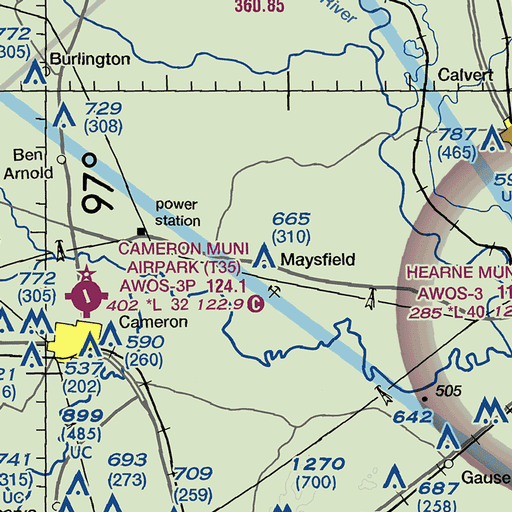 360.85
River
772
(305)
Burlington
Calvert
729
(308)
787
(465)
Ben
Arnold
97°
59
U
power
station
665
(310)
CAMERON MUNI
AIRPARK (T35)
AWOS-3P 124.1
402 *L 32 122.9 C
Maysfield
HEARNE MUN
AWOS-3 11
285 *L 40 12
772
(305)
Cameron
590
(260)
537
(202)
21
6)
505
642
899
(485)
UC
741
315)
UC
693
(273)
709
(259)
1270
(700)
687
(258)
Gause